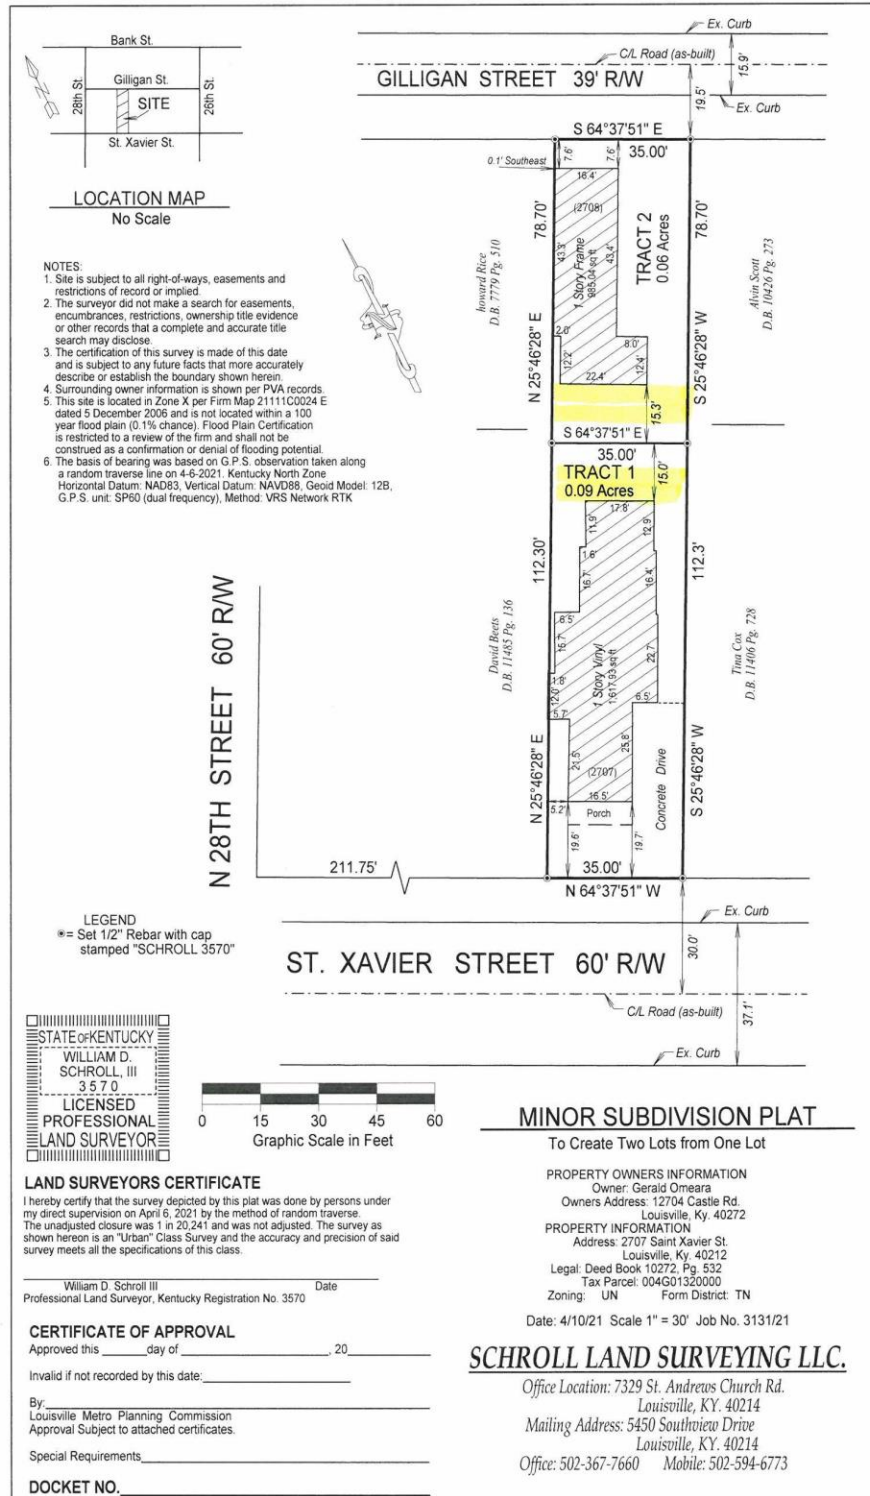 Bank St.
28th St.
Gilligan St.
26th St.
SITE
St. Xavier St.
LOCATION MAP
No Scale
Ex. Curb
C/L Road (as-built)
15.9'
GILLIGAN STREET 39' R/W
19.5'
Ex. Curb
S 64°37'51" E
35.00'
0.1' Southeast
7.6'
7.6'
16.4'
(2708)
78.70'
43.3'
1 Story Frame
985.04 sq ft
43.4'
TRACT 2
0.06 Acres
78.70'
howard Rice
D.B. 7779 Pg. 510
Alvin Scott
D.B. 10426 Pg. 273
N 25°46'28" E
2.0'
12.2'
8.0'
12.4'
22.4'
S 25°46'28" W
15.3'
S 64°37'51" E
35.00'
TRACT 1
0.09 Acres
15.0'
17.8'
11.9'
12.9'
1.6'
16.7'
16.4'
112.30'
112.3'
6.5'
15.7'
22.7'
David Beets
D.B. 11485 Pg. 136
Tina Cox
D.B. 11406 Pg. 728
1 Story Vinyl
1,617.93 sq ft
1.8'
12.0'
5.7'
6.5'
N 25°46'28" E
21.5'
25.8'
(2707)
16.5'
Concrete Drive
S 25°46'28" W
5.2'
Porch
19.6'
19.7'
35.00'
N 64°37'51" W
NOTES:
1. Site is subject to all right-of-ways, easements and
restrictions of record or implied.
2. The surveyor did not make a search for easements,
encumbrances, restrictions, ownership title evidence
or other records that a complete and accurate title
search may disclose.
3. The certification of this survey is made of this date
and is subject to any future facts that more accurately
describe or establish the boundary shown herein.
4. Surrounding owner information is shown per PVA records.
5. This site is located in Zone X per Firm Map 21111C0024 E
dated 5 December 2006 and is not located within a 100
year flood plain (0.1% chance). Flood Plain Certification
is restricted to a review of the firm and shall not be
construed as a confirmation or denial of flooding potential.
6. The basis of bearing was based on G.P.S. observation taken along
a random traverse line on 4-6-2021. Kentucky North Zone
Horizontal Datum: NAD83, Vertical Datum: NAVD88, Geoid Model: 12B,
G.P.S. unit: SP60 (dual frequency), Method: VRS Network RTK
N 28TH STREET 60' R/W
211.75'
LEGEND
= Set 1/2" Rebar with cap
stamped "SCHROLL 3570"
Ex. Curb
30.0'
ST. XAVIER STREET 60' R/W
C/L Road (as-built)
37.1'
Ex. Curb
STATE OF KENTUCKY
WILLIAM D.
SCHROLL, III
3570
LICENSED
PROFESSIONAL
LAND SURVEYOR
0 15 30 45 60
Graphic Scale in Feet
LAND SURVEYORS CERTIFICATE
I hereby certify that the survey depicted by this plat was done by persons under
my direct supervision on April 6, 2021 by the method of random traverse.
The unadjusted closure was 1 in 20,241 and was not adjusted. The survey as
shown hereon is an "Urban" Class Survey and the accuracy and precision of said
survey meets all the specifications of this class.
William D. Schroll III Date
Professional Land Surveyor, Kentucky Registration No. 3570
CERTIFICATE OF APPROVAL
Approved this ______day of ____________________, 20__________
Invalid if not recorded by this date:____________________
By:____________________
Louisville Metro Planning Commission
Approval Subject to attached certificates.
Special Requirements____________________
DOCKET NO.____________________
MINOR SUBDIVISION PLAT
To Create Two Lots from One Lot
PROPERTY OWNERS INFORMATION
Owner: Gerald Omeara
Owners Address: 12704 Castle Rd.
Louisville, Ky. 40272
PROPERTY INFORMATION
Address: 2707 Saint Xavier St.
Louisville, Ky. 40212
Legal: Deed Book 10272, Pg. 532
Tax Parcel: 004G01320000
Zoning: UN Form District: TN
Date: 4/10/21 Scale 1" = 30' Job No. 3131/21
SCHROLL LAND SURVEYING LLC.
Office Location: 7329 St. Andrews Church Rd.
Louisville, KY. 40214
Mailing Address: 5450 Southview Drive
Louisville, KY. 40214
Office: 502-367-7660 Mobile: 502-594-6773